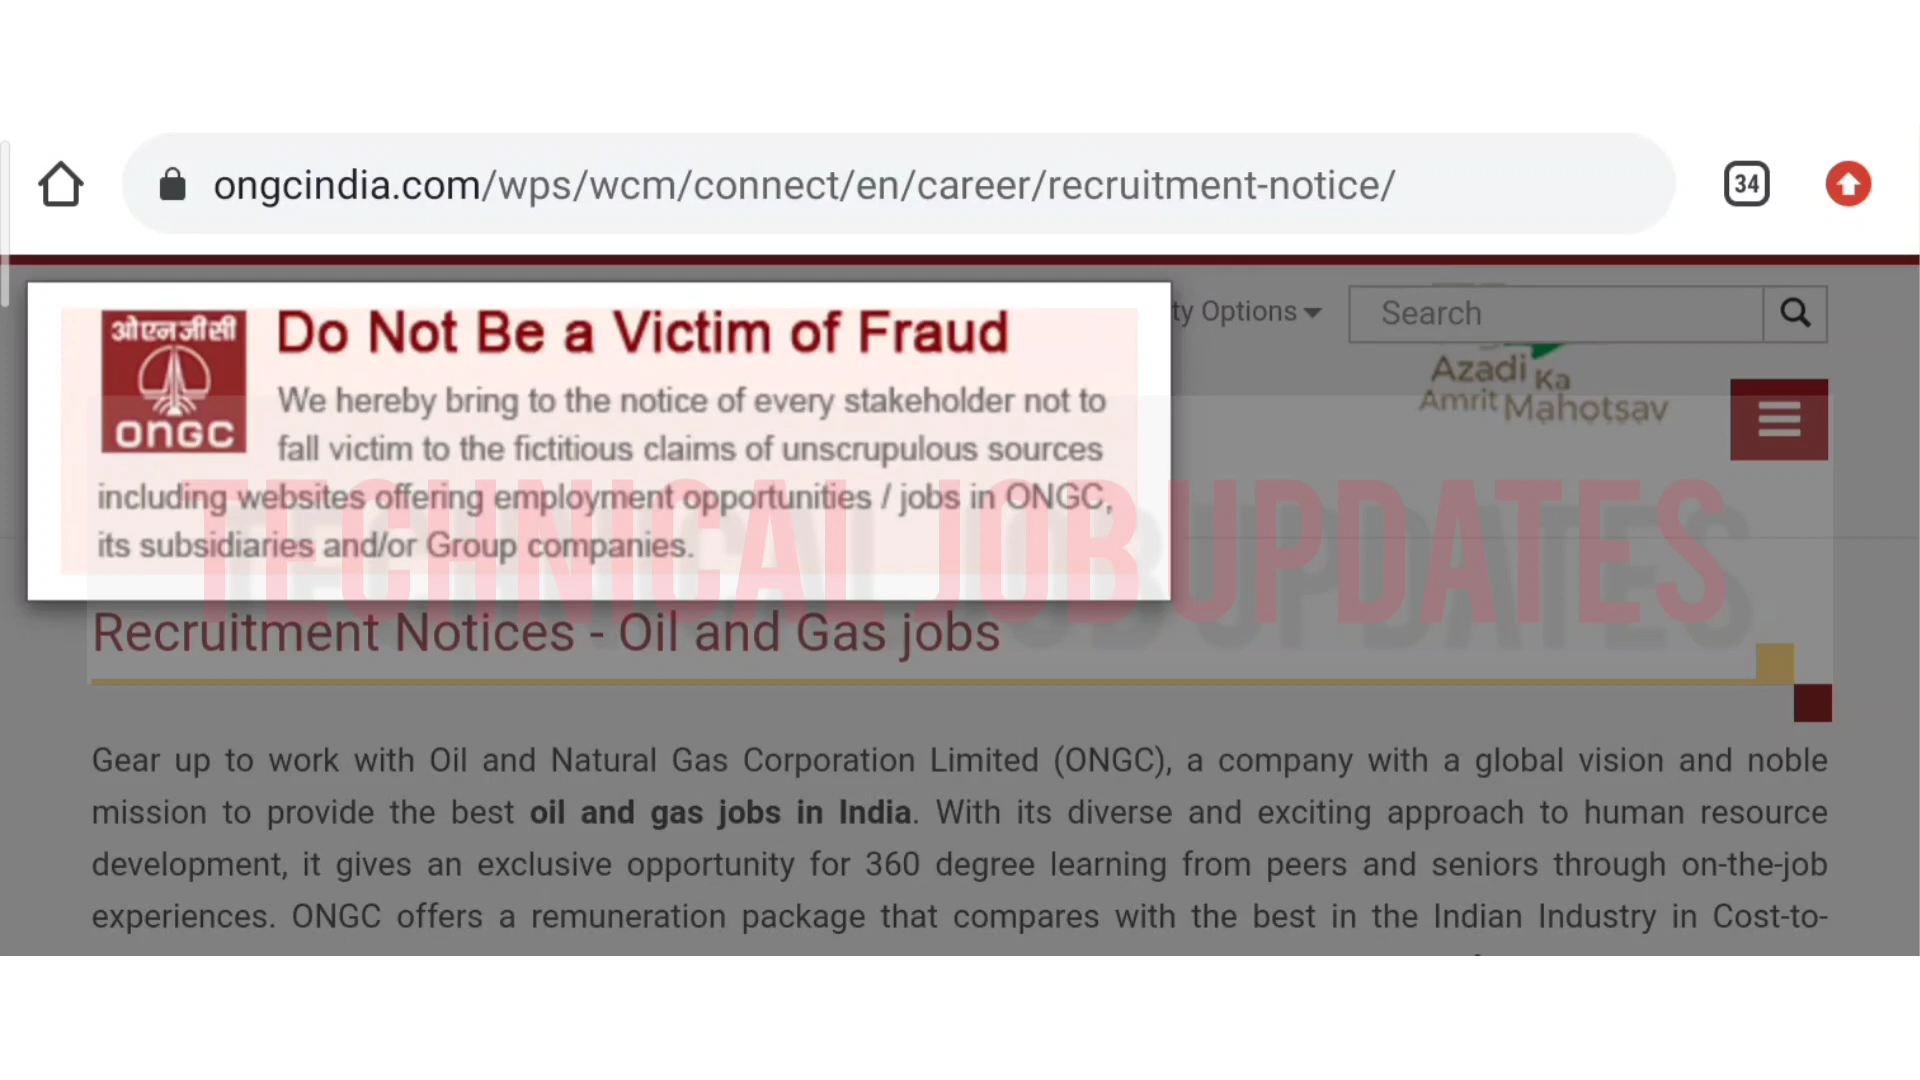 ongcindia.com/wps/wcm/connect/en/career/recruitment-notice/
34
ओएनजीसी
ONGC
Do Not Be a Victim of Fraud
We hereby bring to the notice of every stakeholder not to
fall victim to the fictitious claims of unscrupulous sources
including websites offering employment opportunities / jobs in ONGC,
its subsidiaries and/or Group companies.
ty Options
Search
Azadi Ka
Amrit Mahotsav
TECHNICAL JOB UPDATES
Recruitment Notices - Oil and Gas jobs
Gear up to work with Oil and Natural Gas Corporation Limited (ONGC), a company with a global vision and noble
mission to provide the best oil and gas jobs in India. With its diverse and exciting approach to human resource
development, it gives an exclusive opportunity for 360 degree learning from peers and seniors through on-the-job
experiences. ONGC offers a remuneration package that compares with the best in the Indian Industry in Cost-to-